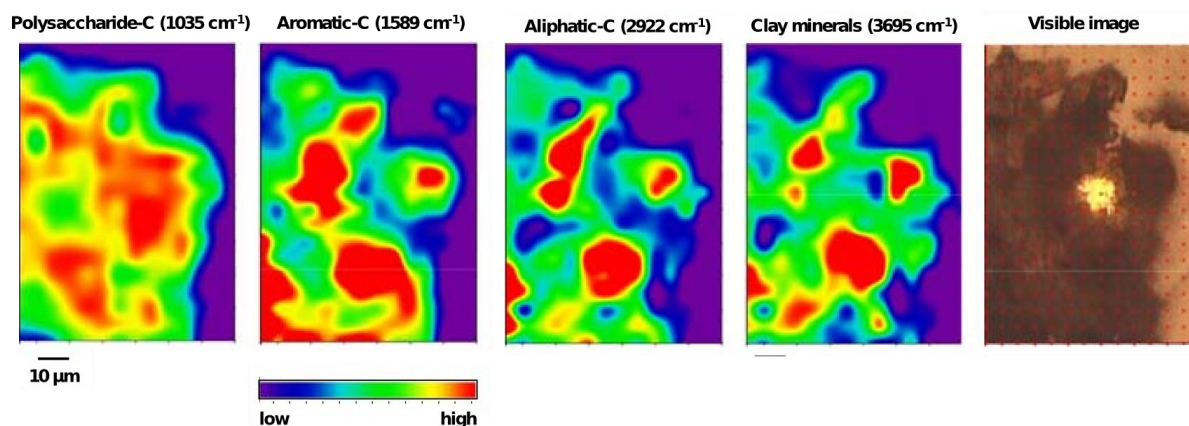 Polysaccharide-C (1035 cm⁻¹)
Aromatic-C (1589 cm⁻¹)
Aliphatic-C (2922 cm⁻¹)
Clay minerals (3695 cm⁻¹)
Visible image
10 µm
low
high